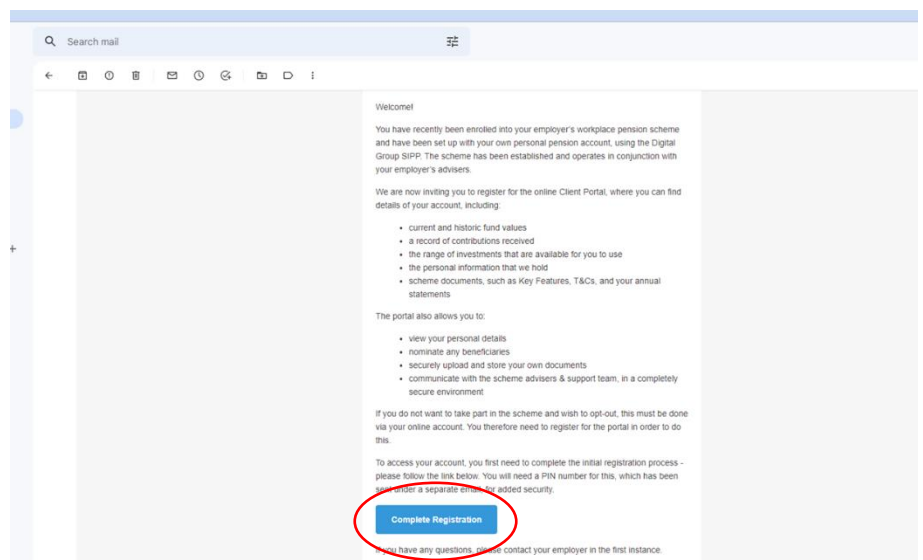 Search mail
Welcome!
You have recently been enrolled into your employer's workplace pension scheme
and have been set up with your own personal pension account, using the Digital
Group SIPP. The scheme has been established and operates in conjunction with
your employer's advisers.
We are now inviting you to register for the online Client Portal, where you can find
details of your account, including:
• current and historic fund values
• a record of contributions received
• the range of investments that are available for you to use
• the personal information that we hold
• scheme documents, such as Key Features, T&Cs, and your annual
statements
The portal also allows you to:
• view your personal details
• nominate any beneficiaries
• securely upload and store your own documents
• communicate with the scheme advisers & support team, in a completely
secure environment
If you do not want to take part in the scheme and wish to opt-out, this must be done
via your online account. You therefore need to register for the portal in order to do
this.
To access your account, you first need to complete the initial registration process -
please follow the link below. You will need a PIN number for this, which has been
sent under a separate email, for added security.
Complete Registration
If you have any questions, please contact your employer in the first instance.